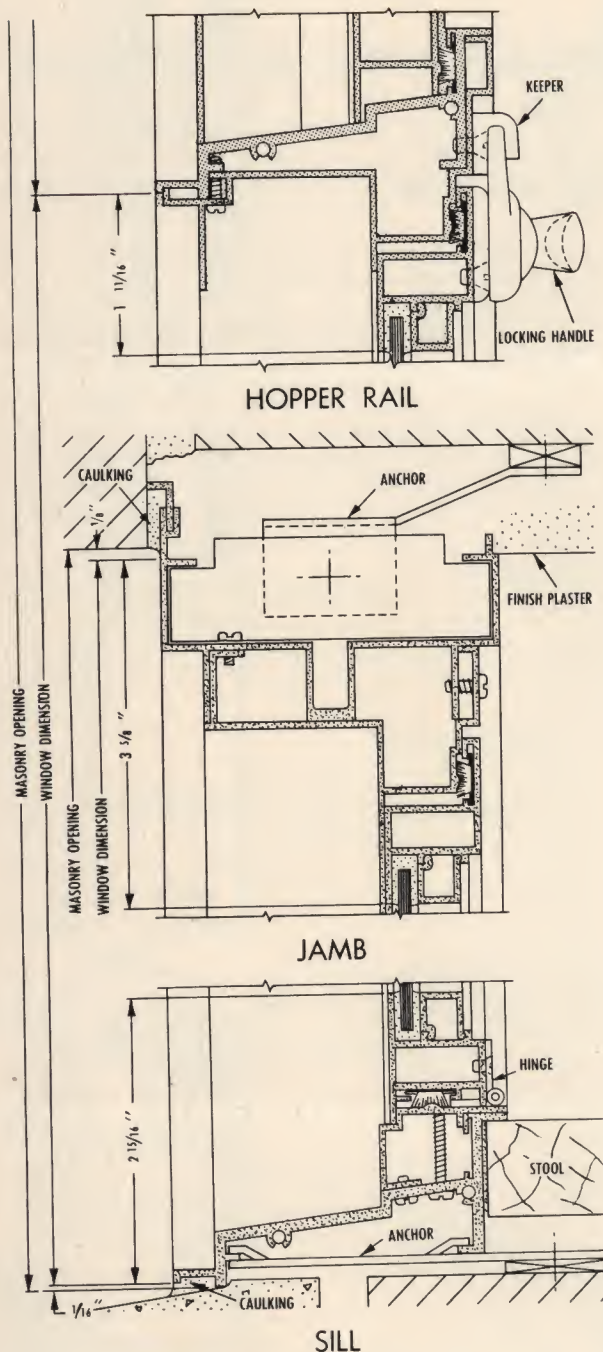 KEEPER
1 11/16 "
LOCKING HANDLE
HOPPER RAIL
CAULKING
1/8 "
ANCHOR
FINISH PLASTER
MASONRY OPENING
WINDOW DIMENSION
MASONRY OPENING
WINDOW DIMENSION
3 5/8 "
JAMB
2 15/16 "
HINGE
STOOL
ANCHOR
1/16 "
CAULKING
SILL